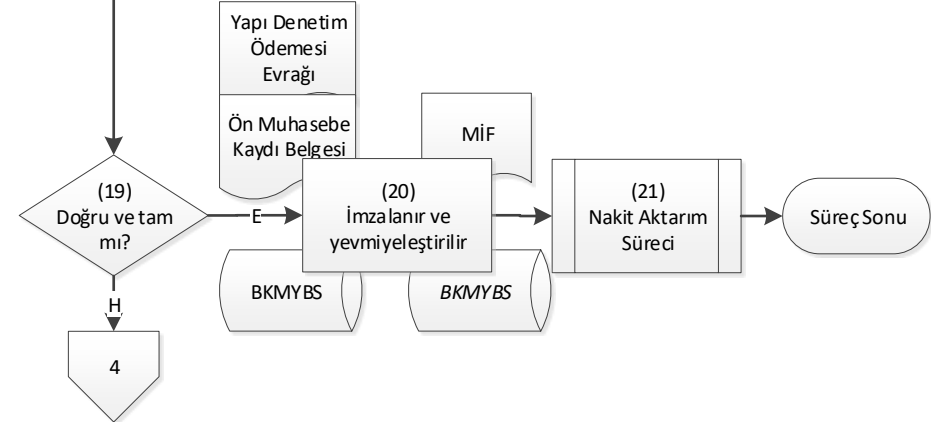 Yapı Denetim
Ödemesi
Evrağı
Ön Muhasebe
Kaydı Belgesi
MİF
(19)
Doğru ve tam
mı?
E
(20)
İmzalanır ve
yevmiyeleştirilir
(21)
Nakit Aktarım
Süreci
Süreç Sonu
BKMYBS
BKMYBS
H
4